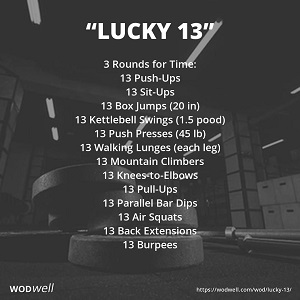 “LUCKY 13”
3 Rounds for Time:
13 Push-Ups
13 Sit-Ups
13 Box Jumps (20 in)
13 Kettlebell Swings (1.5 pood)
13 Push Presses (45 lb)
13 Walking Lunges (each leg)
13 Mountain Climbers
13 Knees-to-Elbows
13 Pull-Ups
13 Parallel Bar Dips
13 Air Squats
13 Back Extensions
13 Burpees
WODwell
https://wodwell.com/wod/lucky-13/